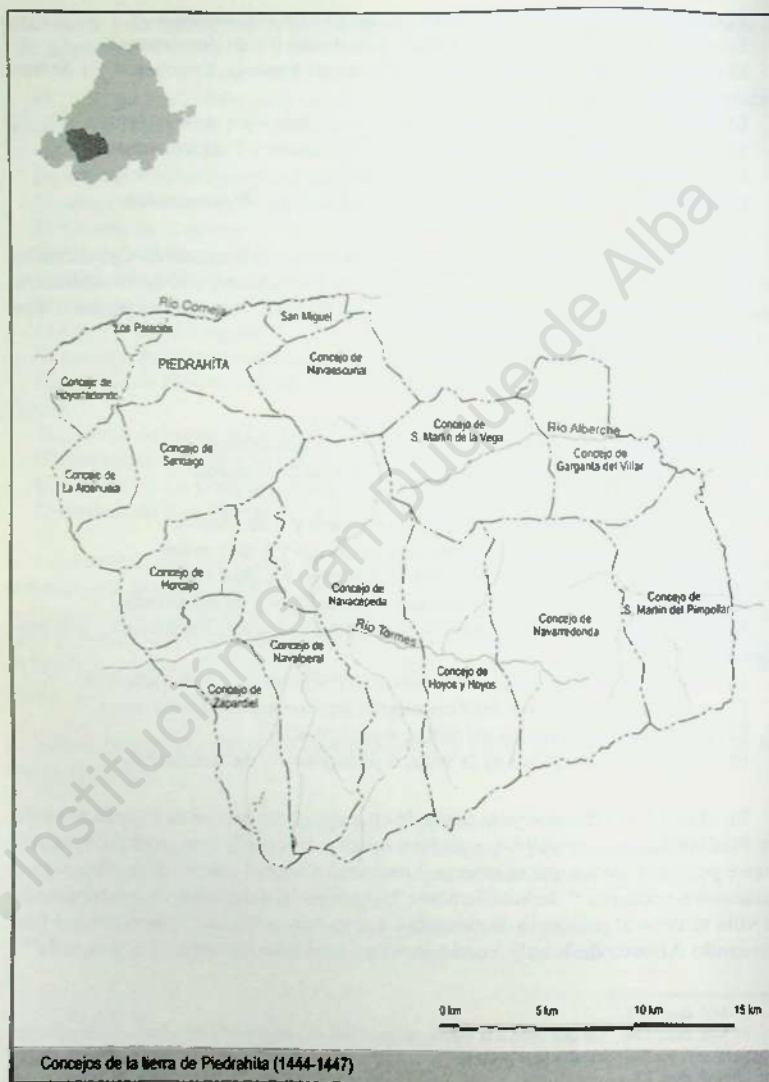 Río Corneja
San Miguel
Los Palacios
PIEDRAHÍTA
Concejo de
Navaescurial
Concejo de
Concejo de
S. Martín de la Vega
Río Alberche
Concejo de
Garganta del Villar
Concejo de
Santiago
Concejo de
La Aldehuela
Concejo de
Horcajo
Concejo de
Navacepeda
Concejo de
S. Martín del Pimpollar
Concejo de
Navarredonda
Río Tormes
Concejo de
Navalperal
Concejo de
Hoyos y Hoyos
Concejo de
Zapardiel
0 km 5 km 10 km 15 km
Concejos de la tierra de Piedrahíta (1444-1447)
Institución Gran Duque de Alba